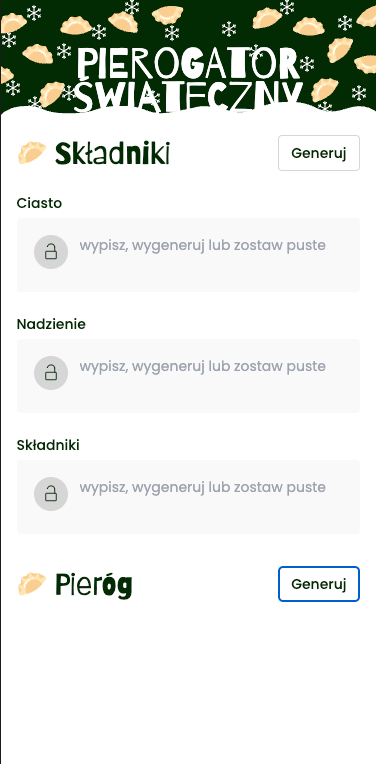 PIEROGATOR
ŚWIĄTECZNY
Składniki
Generuj
Ciasto
wypisz, wygeneruj lub zostaw puste
Nadzienie
wypisz, wygeneruj lub zostaw puste
Składniki
wypisz, wygeneruj lub zostaw puste
Pieróg
Generuj